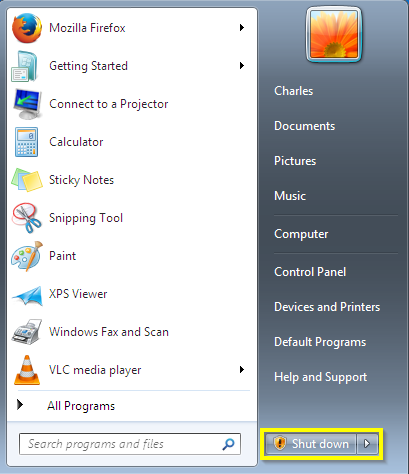 Mozilla Firefox
Getting Started
Connect to a Projector
Calculator
Sticky Notes
Snipping Tool
Paint
XPS Viewer
Windows Fax and Scan
VLC media player
All Programs
Search programs and files
Charles
Documents
Pictures
Music
Computer
Control Panel
Devices and Printers
Default Programs
Help and Support
Shut down